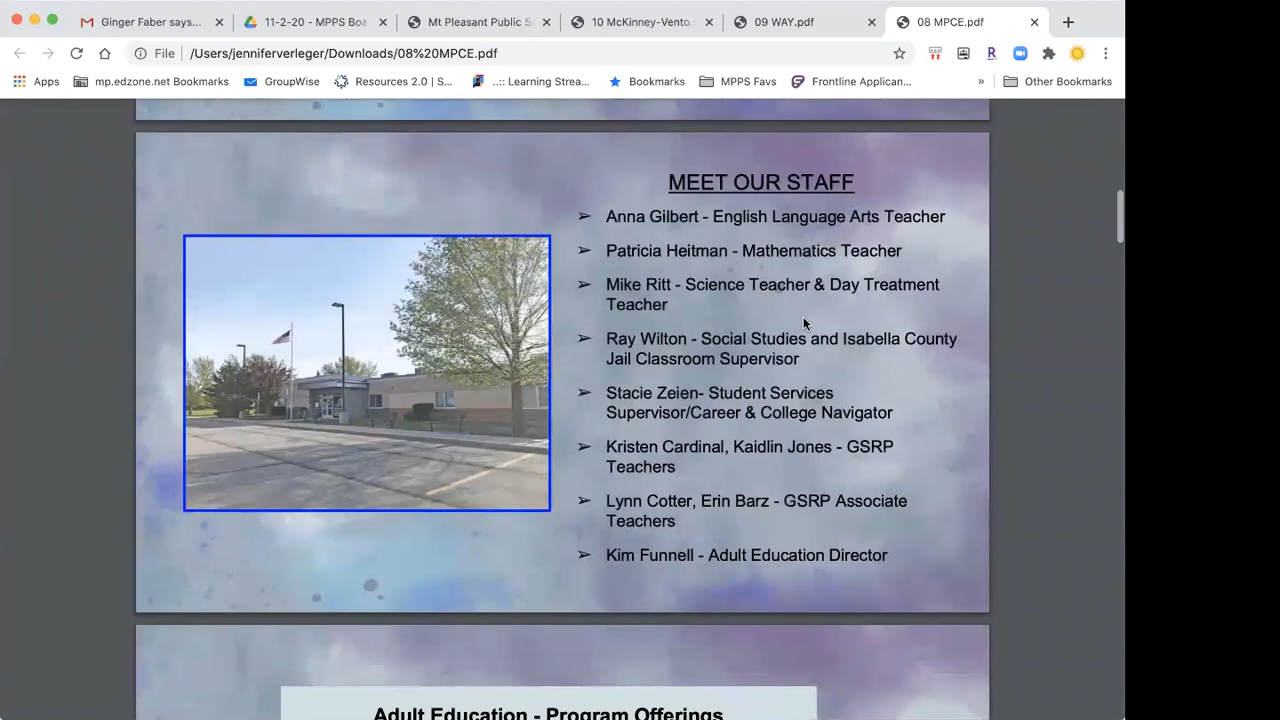 Ginger Faber says...
11-2-20 - MPPS Boa
Mt Pleasant Public S
10 McKinney-Vento.
09 WAY.pdf
08 MPCE.pdf
File
/Users/jenniferverleger/Downloads/08%20MPCE.pdf
R
Apps
mp.edzone.net Bookmarks
GroupWise
Resources 2.0 | S...
..:: Learning Strea...
Bookmarks
MPPS Favs
Frontline Applican...
»
Other Bookmarks
MEET OUR STAFF
➢ Anna Gilbert - English Language Arts Teacher
➢ Patricia Heitman - Mathematics Teacher
➢ Mike Ritt - Science Teacher & Day Treatment
Teacher
➢ Ray Wilton - Social Studies and Isabella County
Jail Classroom Supervisor
➢ Stacie Zeien- Student Services
Supervisor/Career & College Navigator
➢ Kristen Cardinal, Kaidlin Jones - GSRP
Teachers
➢ Lynn Cotter, Erin Barz - GSRP Associate
Teachers
➢ Kim Funnell - Adult Education Director
Adult Education - Program Offerings